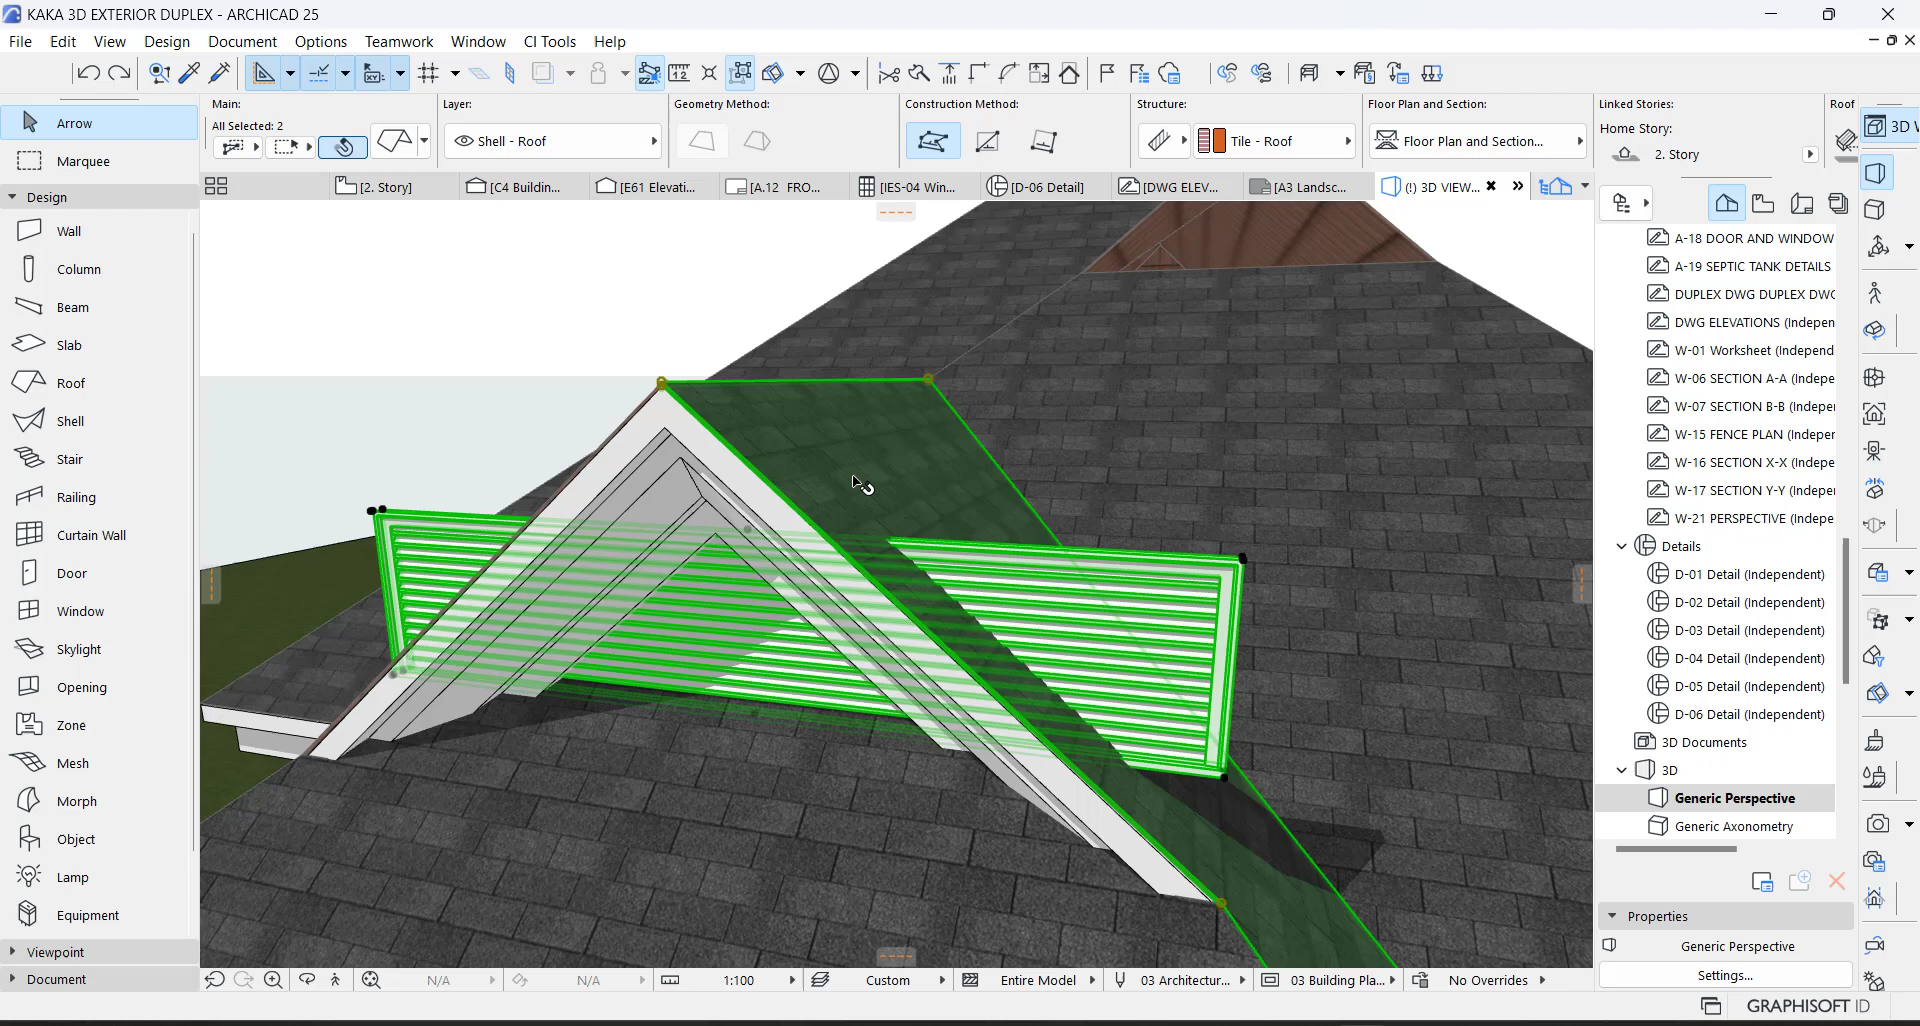 KAKA 3D EXTERIOR DUPLEX - ARCHICAD 25
File Edit View Design Document Options Teamwork Window CI Tools Help
Main:
All Selected: 2
Layer:
Shell - Roof
Geometry Method:
Construction Method:
Structure:
Tile - Roof
Floor Plan and Section:
Floor Plan and Section...
Linked Stories:
Home Story:
2. Story
Roof
3D V
[2. Story]
[C4 Buildin...
[E61 Elevati...
[A.12 FRO...
[IES-04 Win...
[D-06 Detail]
[DWG ELEV...
[A3 Landsc...
(!) 3D VIEW...
Arrow
Marquee
Design
Wall
Column
Beam
Slab
Roof
Shell
Stair
Railing
Curtain Wall
Door
Window
Skylight
Opening
Zone
Mesh
Morph
Object
Lamp
Equipment
Viewpoint
Document
A-18 DOOR AND WINDOW
A-19 SEPTIC TANK DETAILS
DUPLEX DWG DUPLEX DWG
DWG ELEVATIONS (Indepen
W-01 Worksheet (Independ
W-06 SECTION A-A (Indepe
W-07 SECTION B-B (Indepe
W-15 FENCE PLAN (Indeper
W-16 SECTION X-X (Indepe
W-17 SECTION Y-Y (Indepe
W-21 PERSPECTIVE (Indepe
Details
D-01 Detail (Independent)
D-02 Detail (Independent)
D-03 Detail (Independent)
D-04 Detail (Independent)
D-05 Detail (Independent)
D-06 Detail (Independent)
3D Documents
3D
Generic Perspective
Generic Axonometry
Properties
Generic Perspective
Settings...
N/A
N/A
1:100
Custom
Entire Model
03 Architectur...
03 Building Pla...
No Overrides
GRAPHISOFT ID